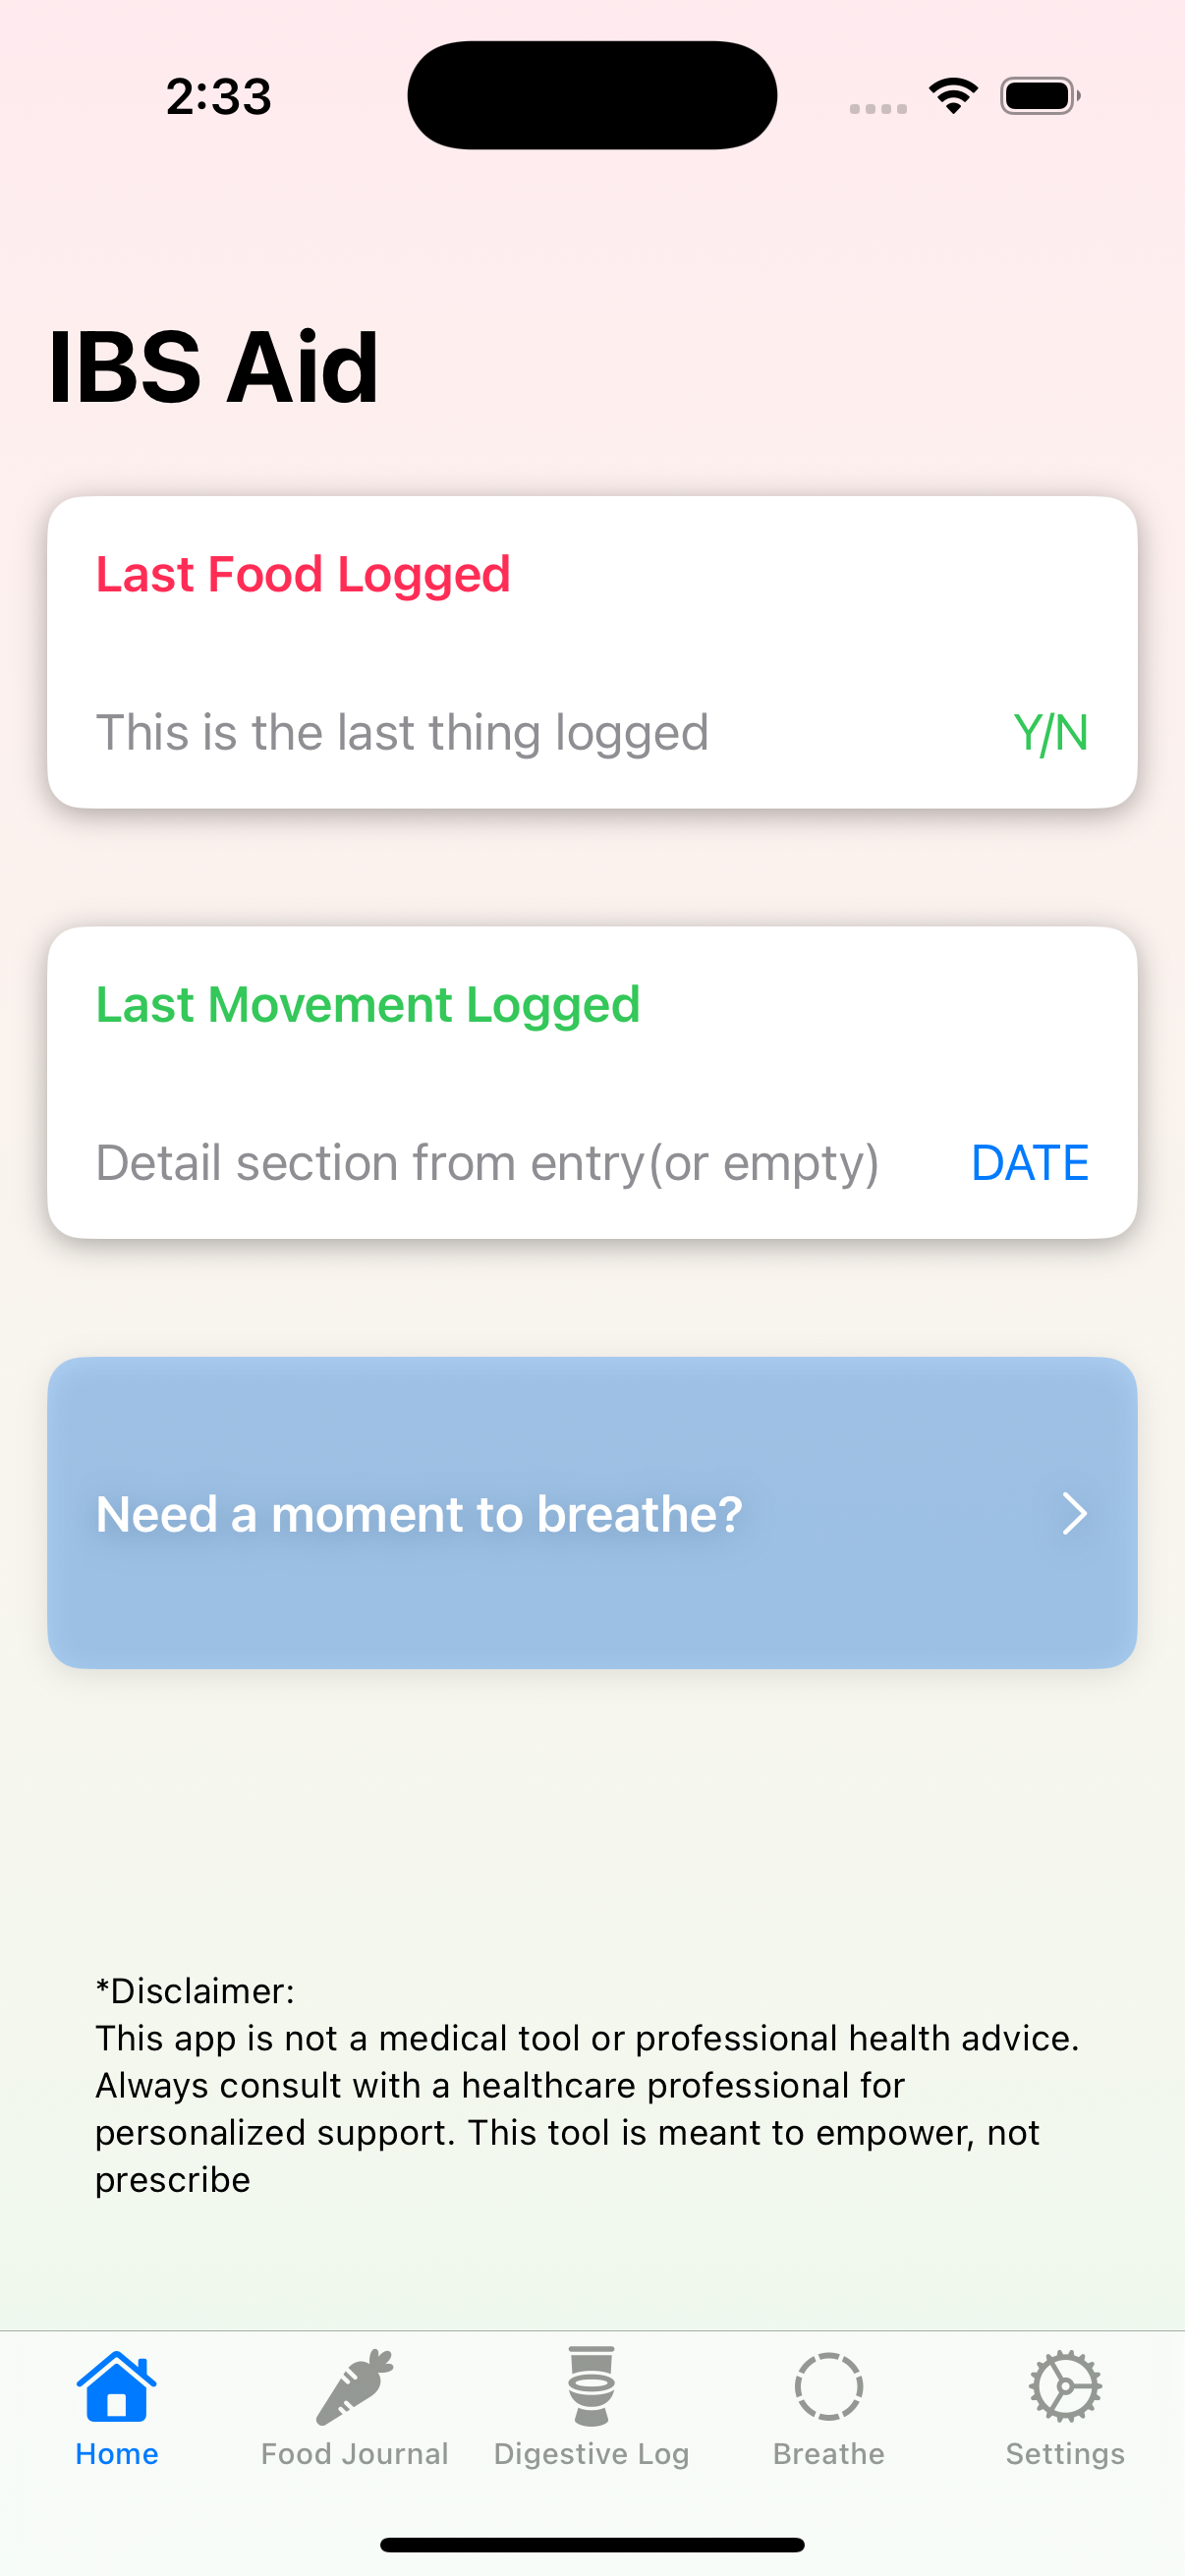 2:33
IBS Aid
Last Food Logged
This is the last thing logged Y/N
Last Movement Logged
Detail section from entry(or empty) DATE
Need a moment to breathe?
*Disclaimer:
This app is not a medical tool or professional health advice.
Always consult with a healthcare professional for
personalized support. This tool is meant to empower, not
prescribe
Home Food Journal Digestive Log Breathe Settings